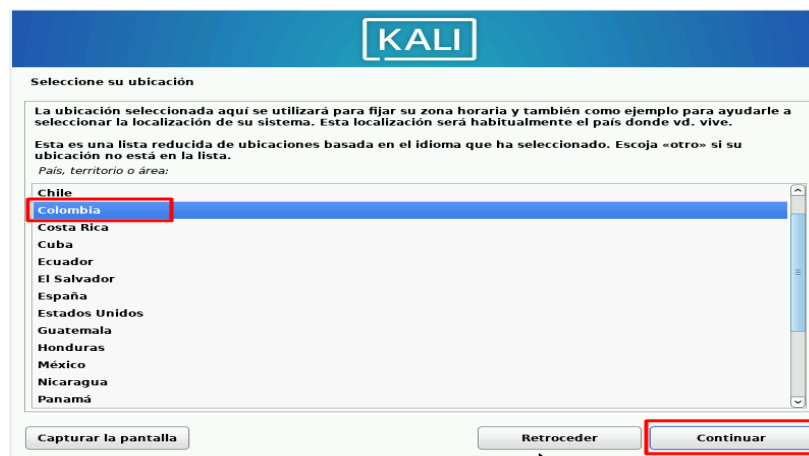 KALI
Seleccione su ubicación
La ubicación seleccionada aquí se utilizará para fijar su zona horaria y también como ejemplo para ayudarle a
seleccionar la localización de su sistema. Esta localización será habitualmente el país donde vd. vive.
Esta es una lista reducida de ubicaciones basada en el idioma que ha seleccionado. Escoja «otro» si su
ubicación no está en la lista.
País, territorio o área:
Chile
Colombia
Costa Rica
Cuba
Ecuador
El Salvador
España
Estados Unidos
Guatemala
Honduras
México
Nicaragua
Panamá
Capturar la pantalla
Retroceder
Continuar